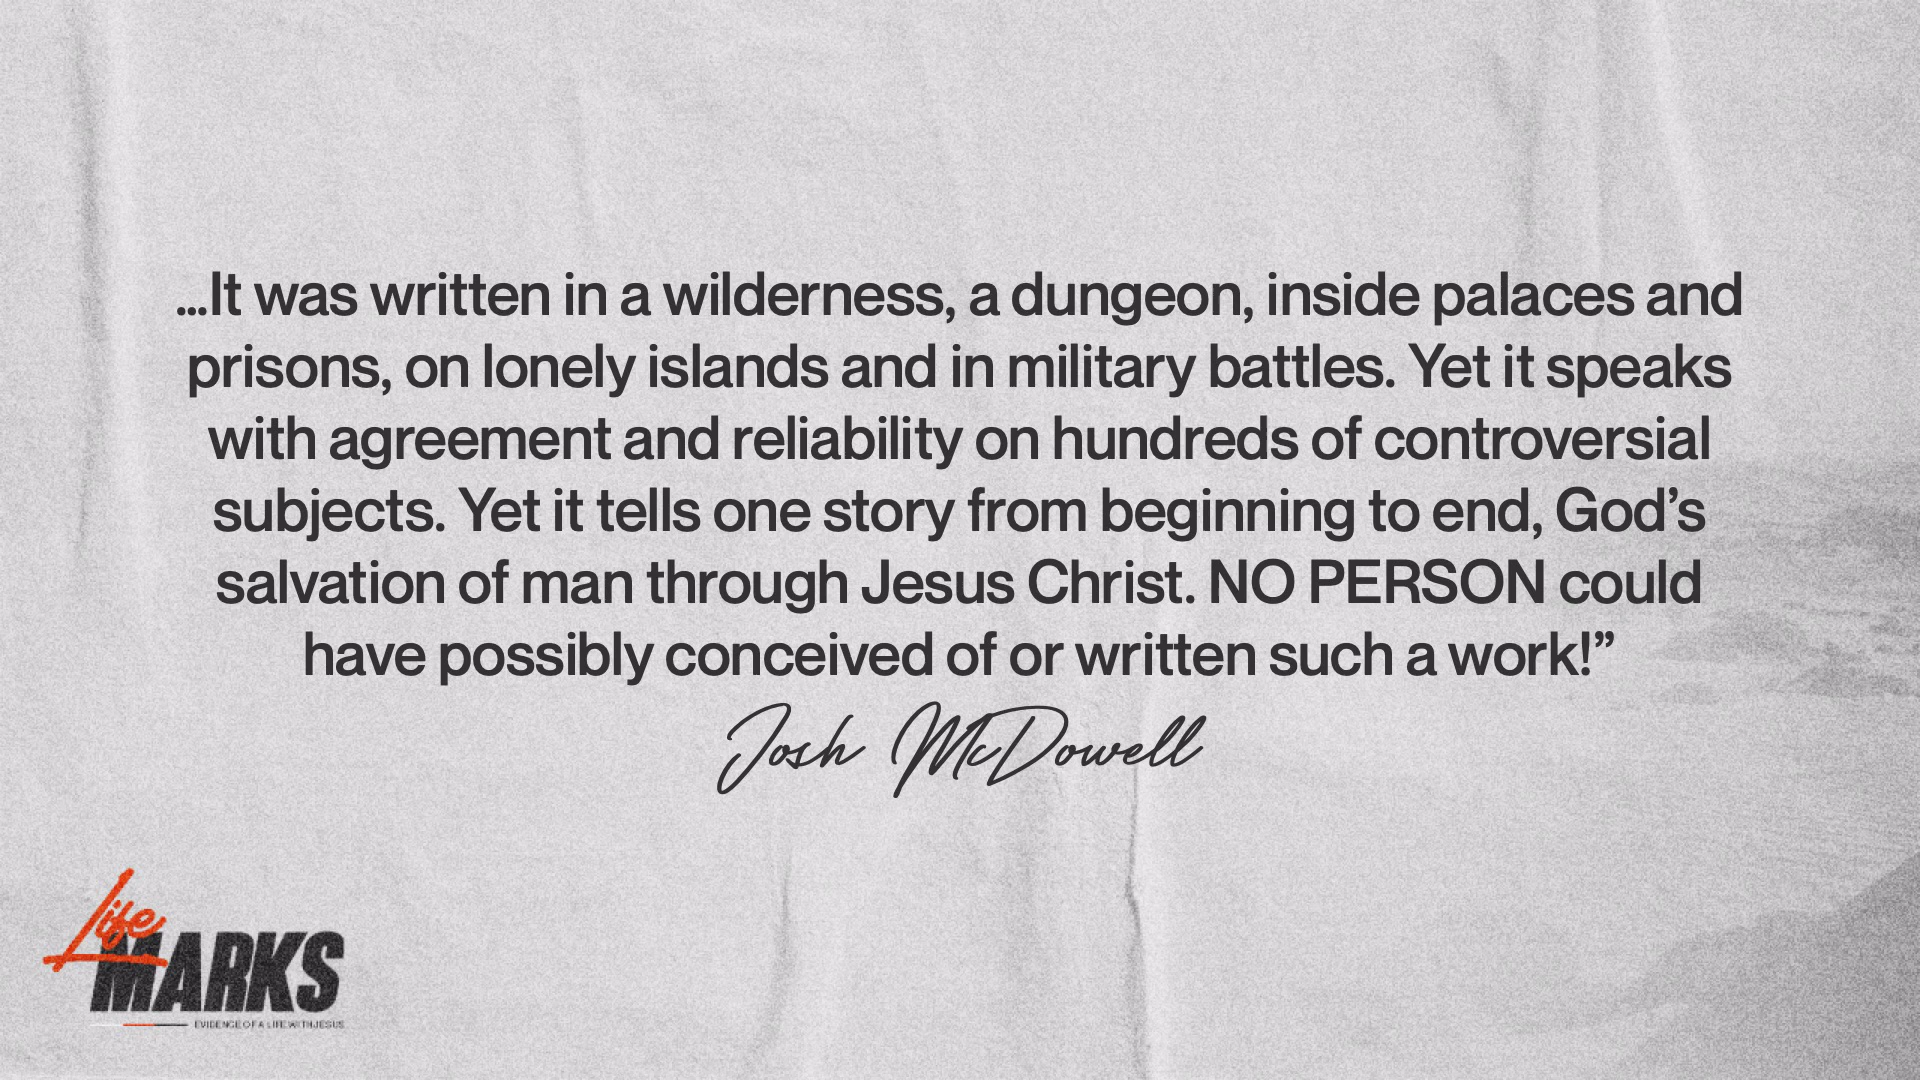 ...It was written in a wilderness, a dungeon, inside palaces and
prisons, on lonely islands and in military battles. Yet it speaks
with agreement and reliability on hundreds of controversial
subjects. Yet it tells one story from beginning to end, God’s
salvation of man through Jesus Christ. NO PERSON could
have possibly conceived of or written such a work!”
Josh McDowell
Life
MARKS
EVIDENCE OF A LIFE WITH JESUS